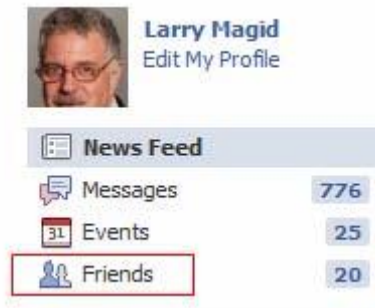 Larry Magid
Edit My Profile
News Feed
Messages 776
31 Events 25
Friends 20